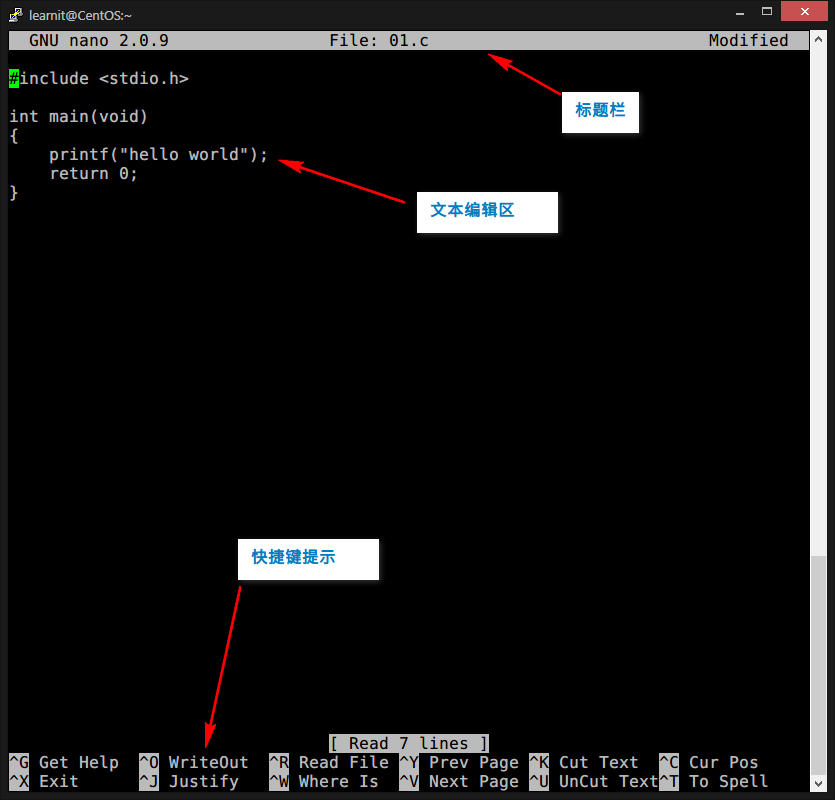 learnit@CentOS:~
GNU nano 2.0.9 File: 01.c Modified
标题栏
#include <stdio.h>
int main(void)
{
    printf("hello world");
    return 0;
}
文本编辑区
快捷键提示
[ Read 7 lines ]
^G Get Help ^O WriteOut ^R Read File ^Y Prev Page ^K Cut Text ^C Cur Pos
^X Exit ^J Justify ^W Where Is ^V Next Page ^U UnCut Text^T To Spell